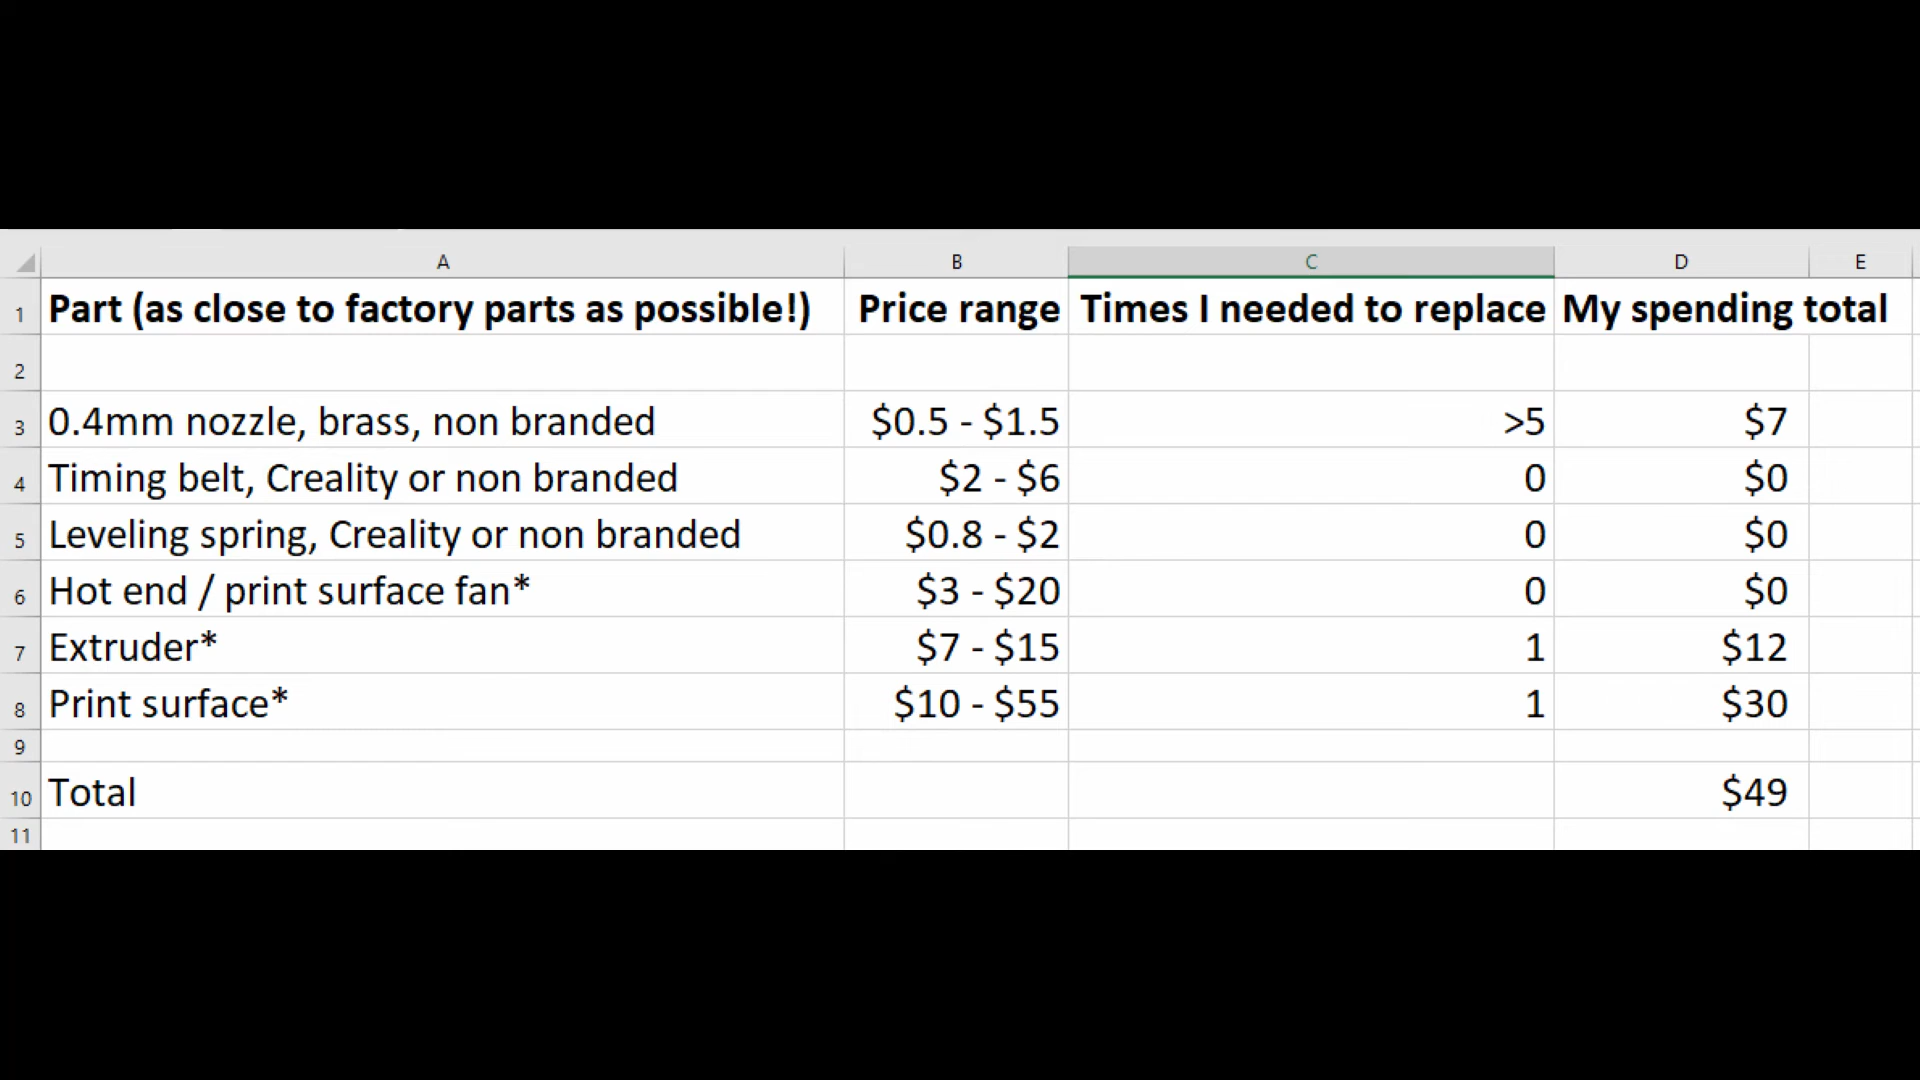 A B C D E
1 Part (as close to factory parts as possible!) Price range Times I needed to replace My spending total
2
3 0.4mm nozzle, brass, non branded $0.5 - $1.5 >5 $7
4 Timing belt, Creality or non branded $2 - $6 0 $0
5 Leveling spring, Creality or non branded $0.8 - $2 0 $0
6 Hot end / print surface fan* $3 - $20 0 $0
7 Extruder* $7 - $15 1 $12
8 Print surface* $10 - $55 1 $30
9
10 Total $49
11